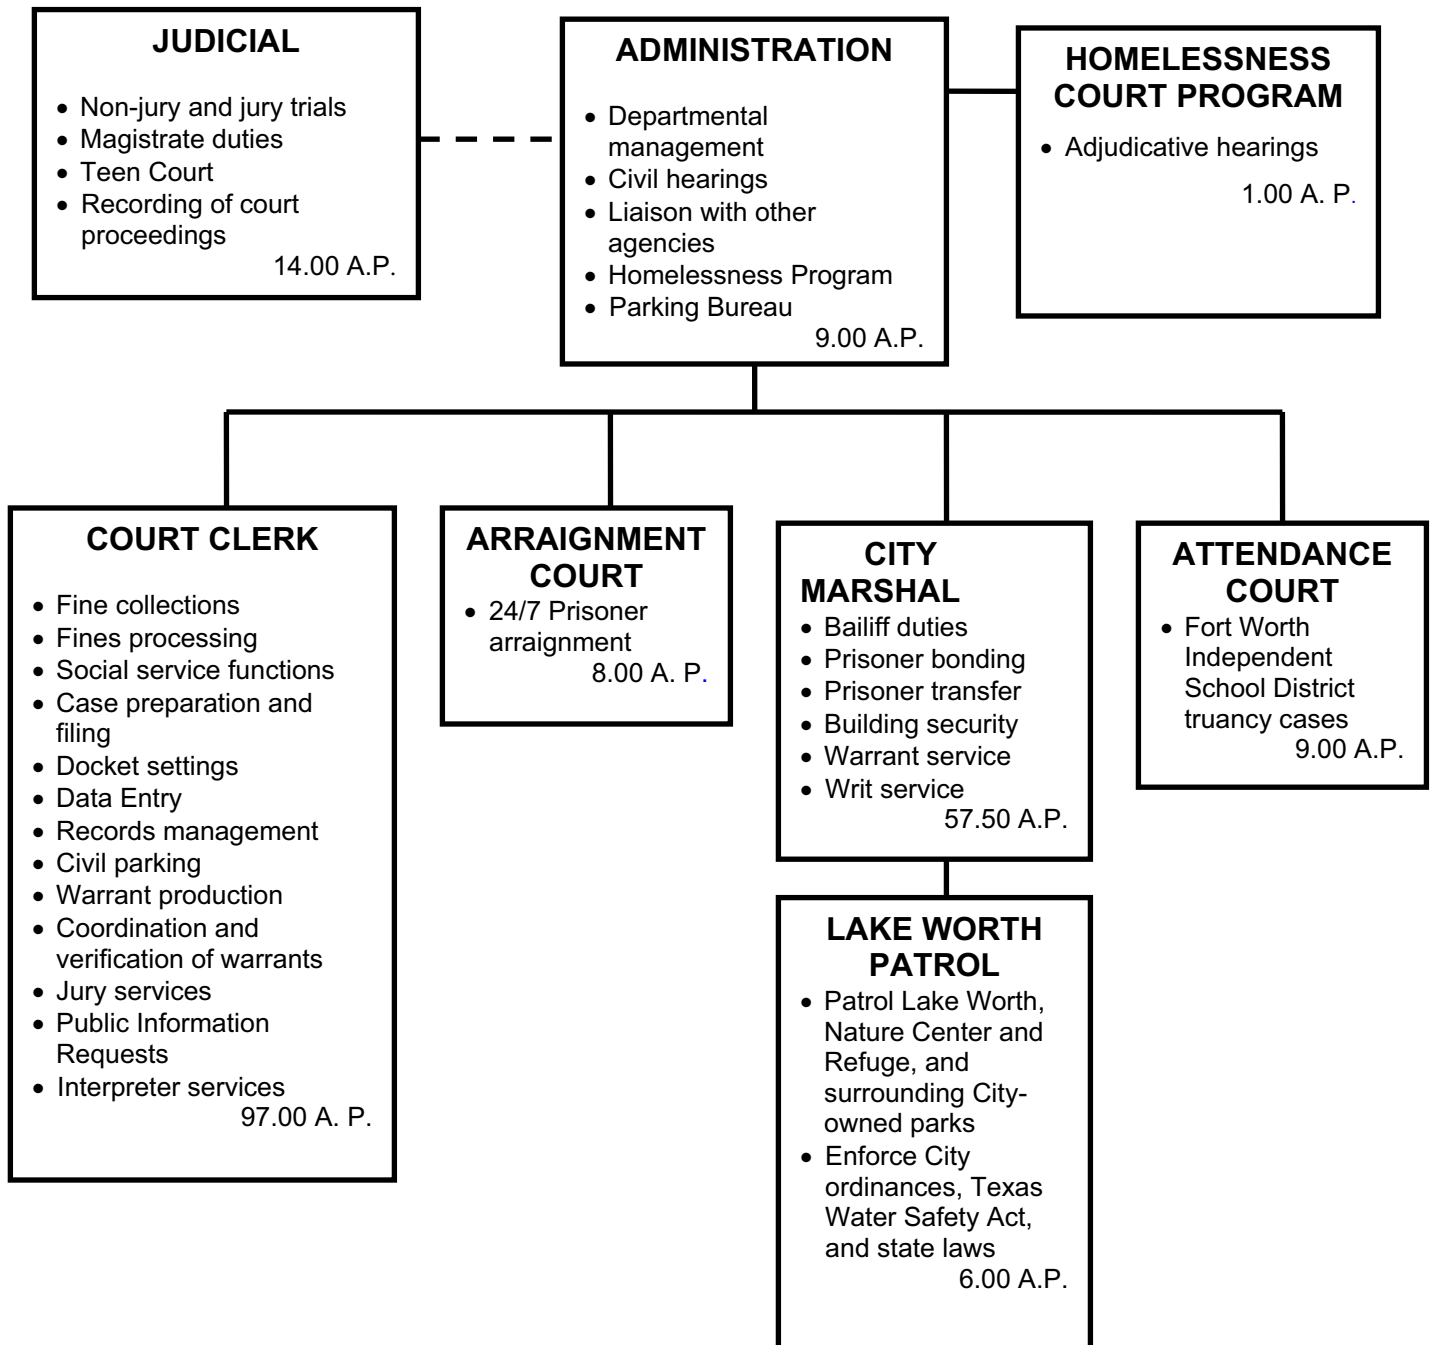 JUDICIAL
• Non-jury and jury trials
• Magistrate duties
• Teen Court
• Recording of court
proceedings
14.00 A.P.
ADMINISTRATION
• Departmental
management
• Civil hearings
• Liaison with other
agencies
• Homelessness Program
• Parking Bureau
9.00 A.P.
HOMELESSNESS
COURT PROGRAM
• Adjudicative hearings
1.00 A. P.
COURT CLERK
• Fine collections
• Fines processing
• Social service functions
• Case preparation and
filing
• Docket settings
• Data Entry
• Records management
• Civil parking
• Warrant production
• Coordination and
verification of warrants
• Jury services
• Public Information
Requests
• Interpreter services
97.00 A. P.
ARRAIGNMENT
COURT
• 24/7 Prisoner
arraignment
8.00 A. P.
CITY
MARSHAL
• Bailiff duties
• Prisoner bonding
• Prisoner transfer
• Building security
• Warrant service
• Writ service
57.50 A.P.
ATTENDANCE
COURT
• Fort Worth
Independent
School District
truancy cases
9.00 A.P.
LAKE WORTH
PATROL
• Patrol Lake Worth,
Nature Center and
Refuge, and
surrounding City-
owned parks
• Enforce City
ordinances, Texas
Water Safety Act,
and state laws
6.00 A.P.